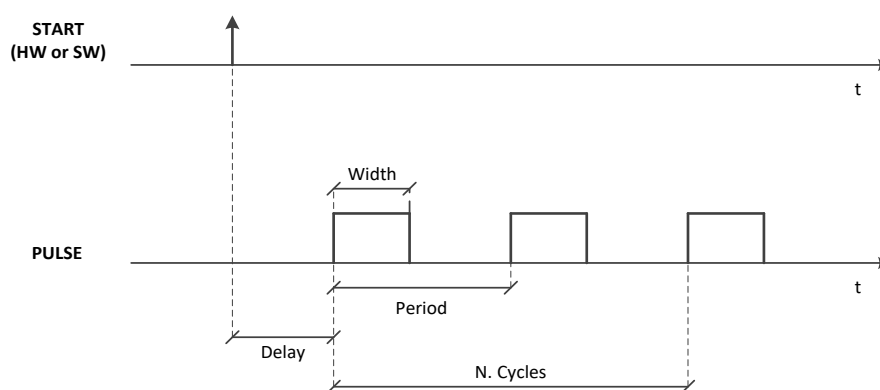 START
(HW or SW)
t
Width
PULSE
t
Period
Delay
N. Cycles